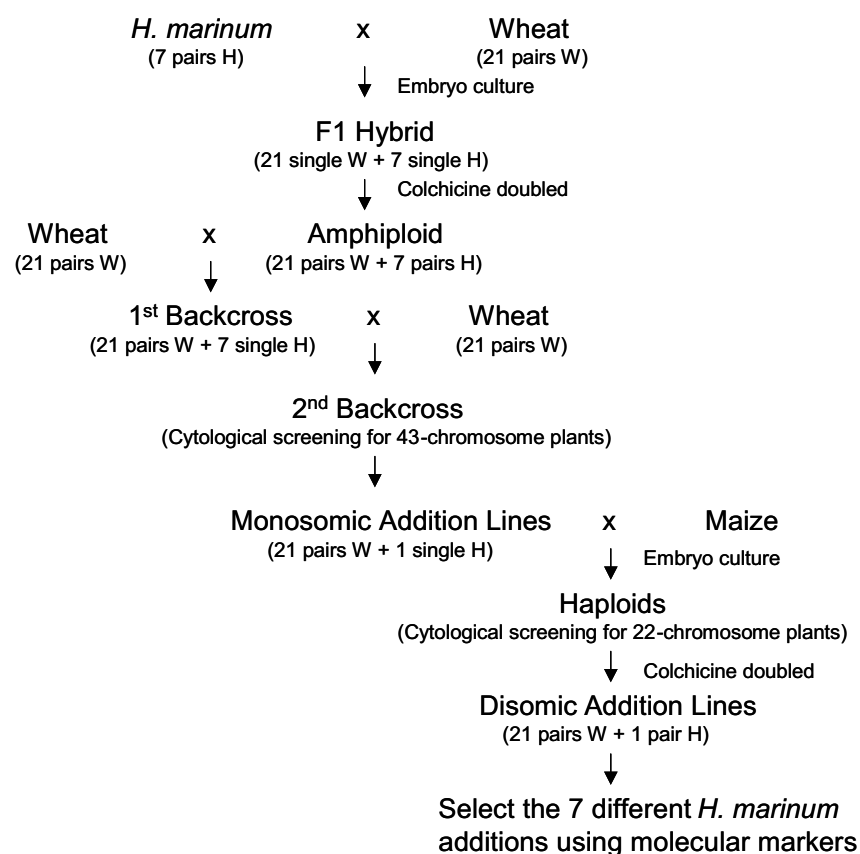 H. marinum x Wheat
(7 pairs H) (21 pairs W)
Embryo culture
F1 Hybrid
(21 single W + 7 single H)
Colchicine doubled
Wheat x Amphiploid
(21 pairs W) (21 pairs W + 7 pairs H)
1st Backcross x Wheat
(21 pairs W + 7 single H) (21 pairs W)
2nd Backcross
(Cytological screening for 43-chromosome plants)
Monosomic Addition Lines x Maize
(21 pairs W + 1 single H)
Embryo culture
Haploids
(Cytological screening for 22-chromosome plants)
Colchicine doubled
Disomic Addition Lines
(21 pairs W + 1 pair H)
Select the 7 different H. marinum
additions using molecular markers